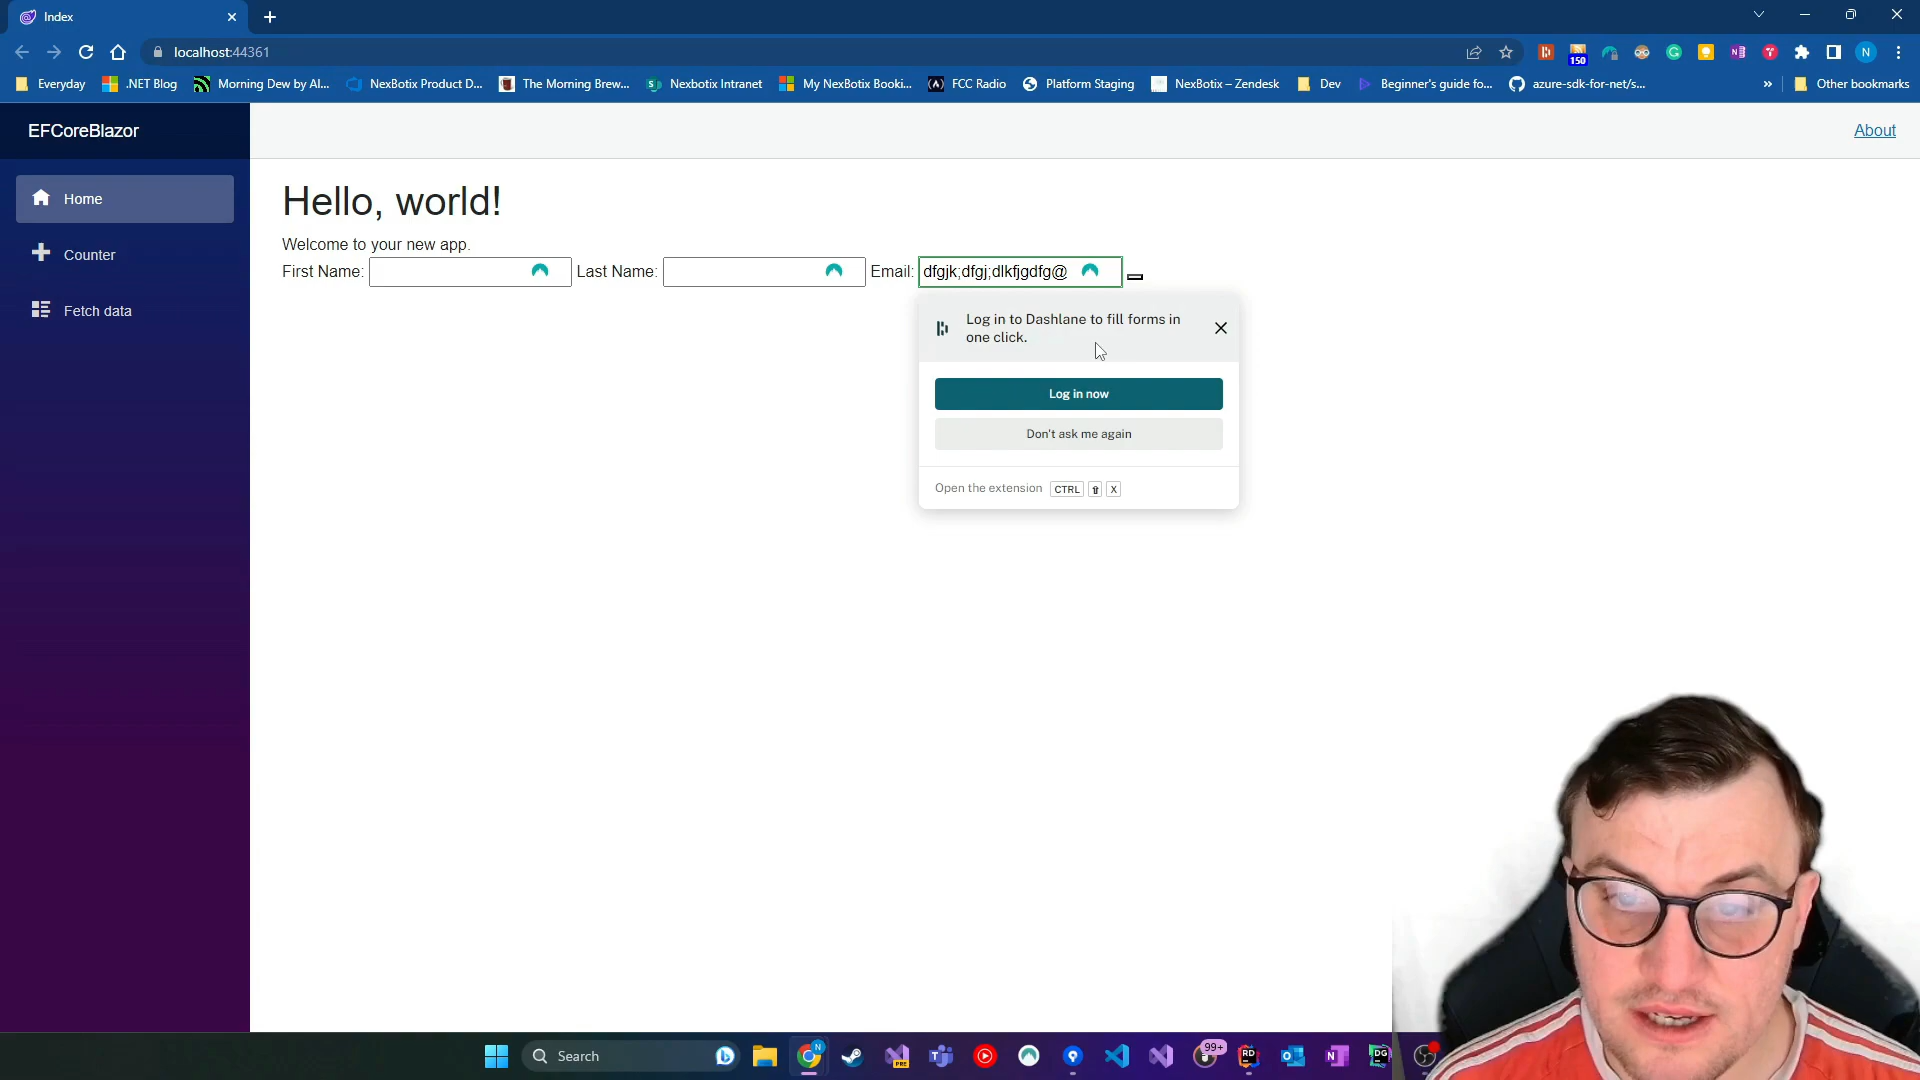 Index
localhost:44361
150
N
Everyday
.NET Blog
Morning Dew by Al...
NexBotix Product D...
The Morning Brew...
Nexbotix Intranet
My NexBotix Booki...
FCC Radio
Platform Staging
NexBotix – Zendesk
Dev
Beginner's guide fo...
azure-sdk-for-net/s...
»
Other bookmarks
EFCoreBlazor
About
Home
Counter
Fetch data
Hello, world!
Welcome to your new app.
First Name:
Last Name:
Email: dfgjk;dfgj;dlkfjgdfg@
Log in to Dashlane to fill forms in
one click.
Log in now
Don't ask me again
Open the extension CTRL ⇧ X
Search
N
PRE
99+
RD
DG